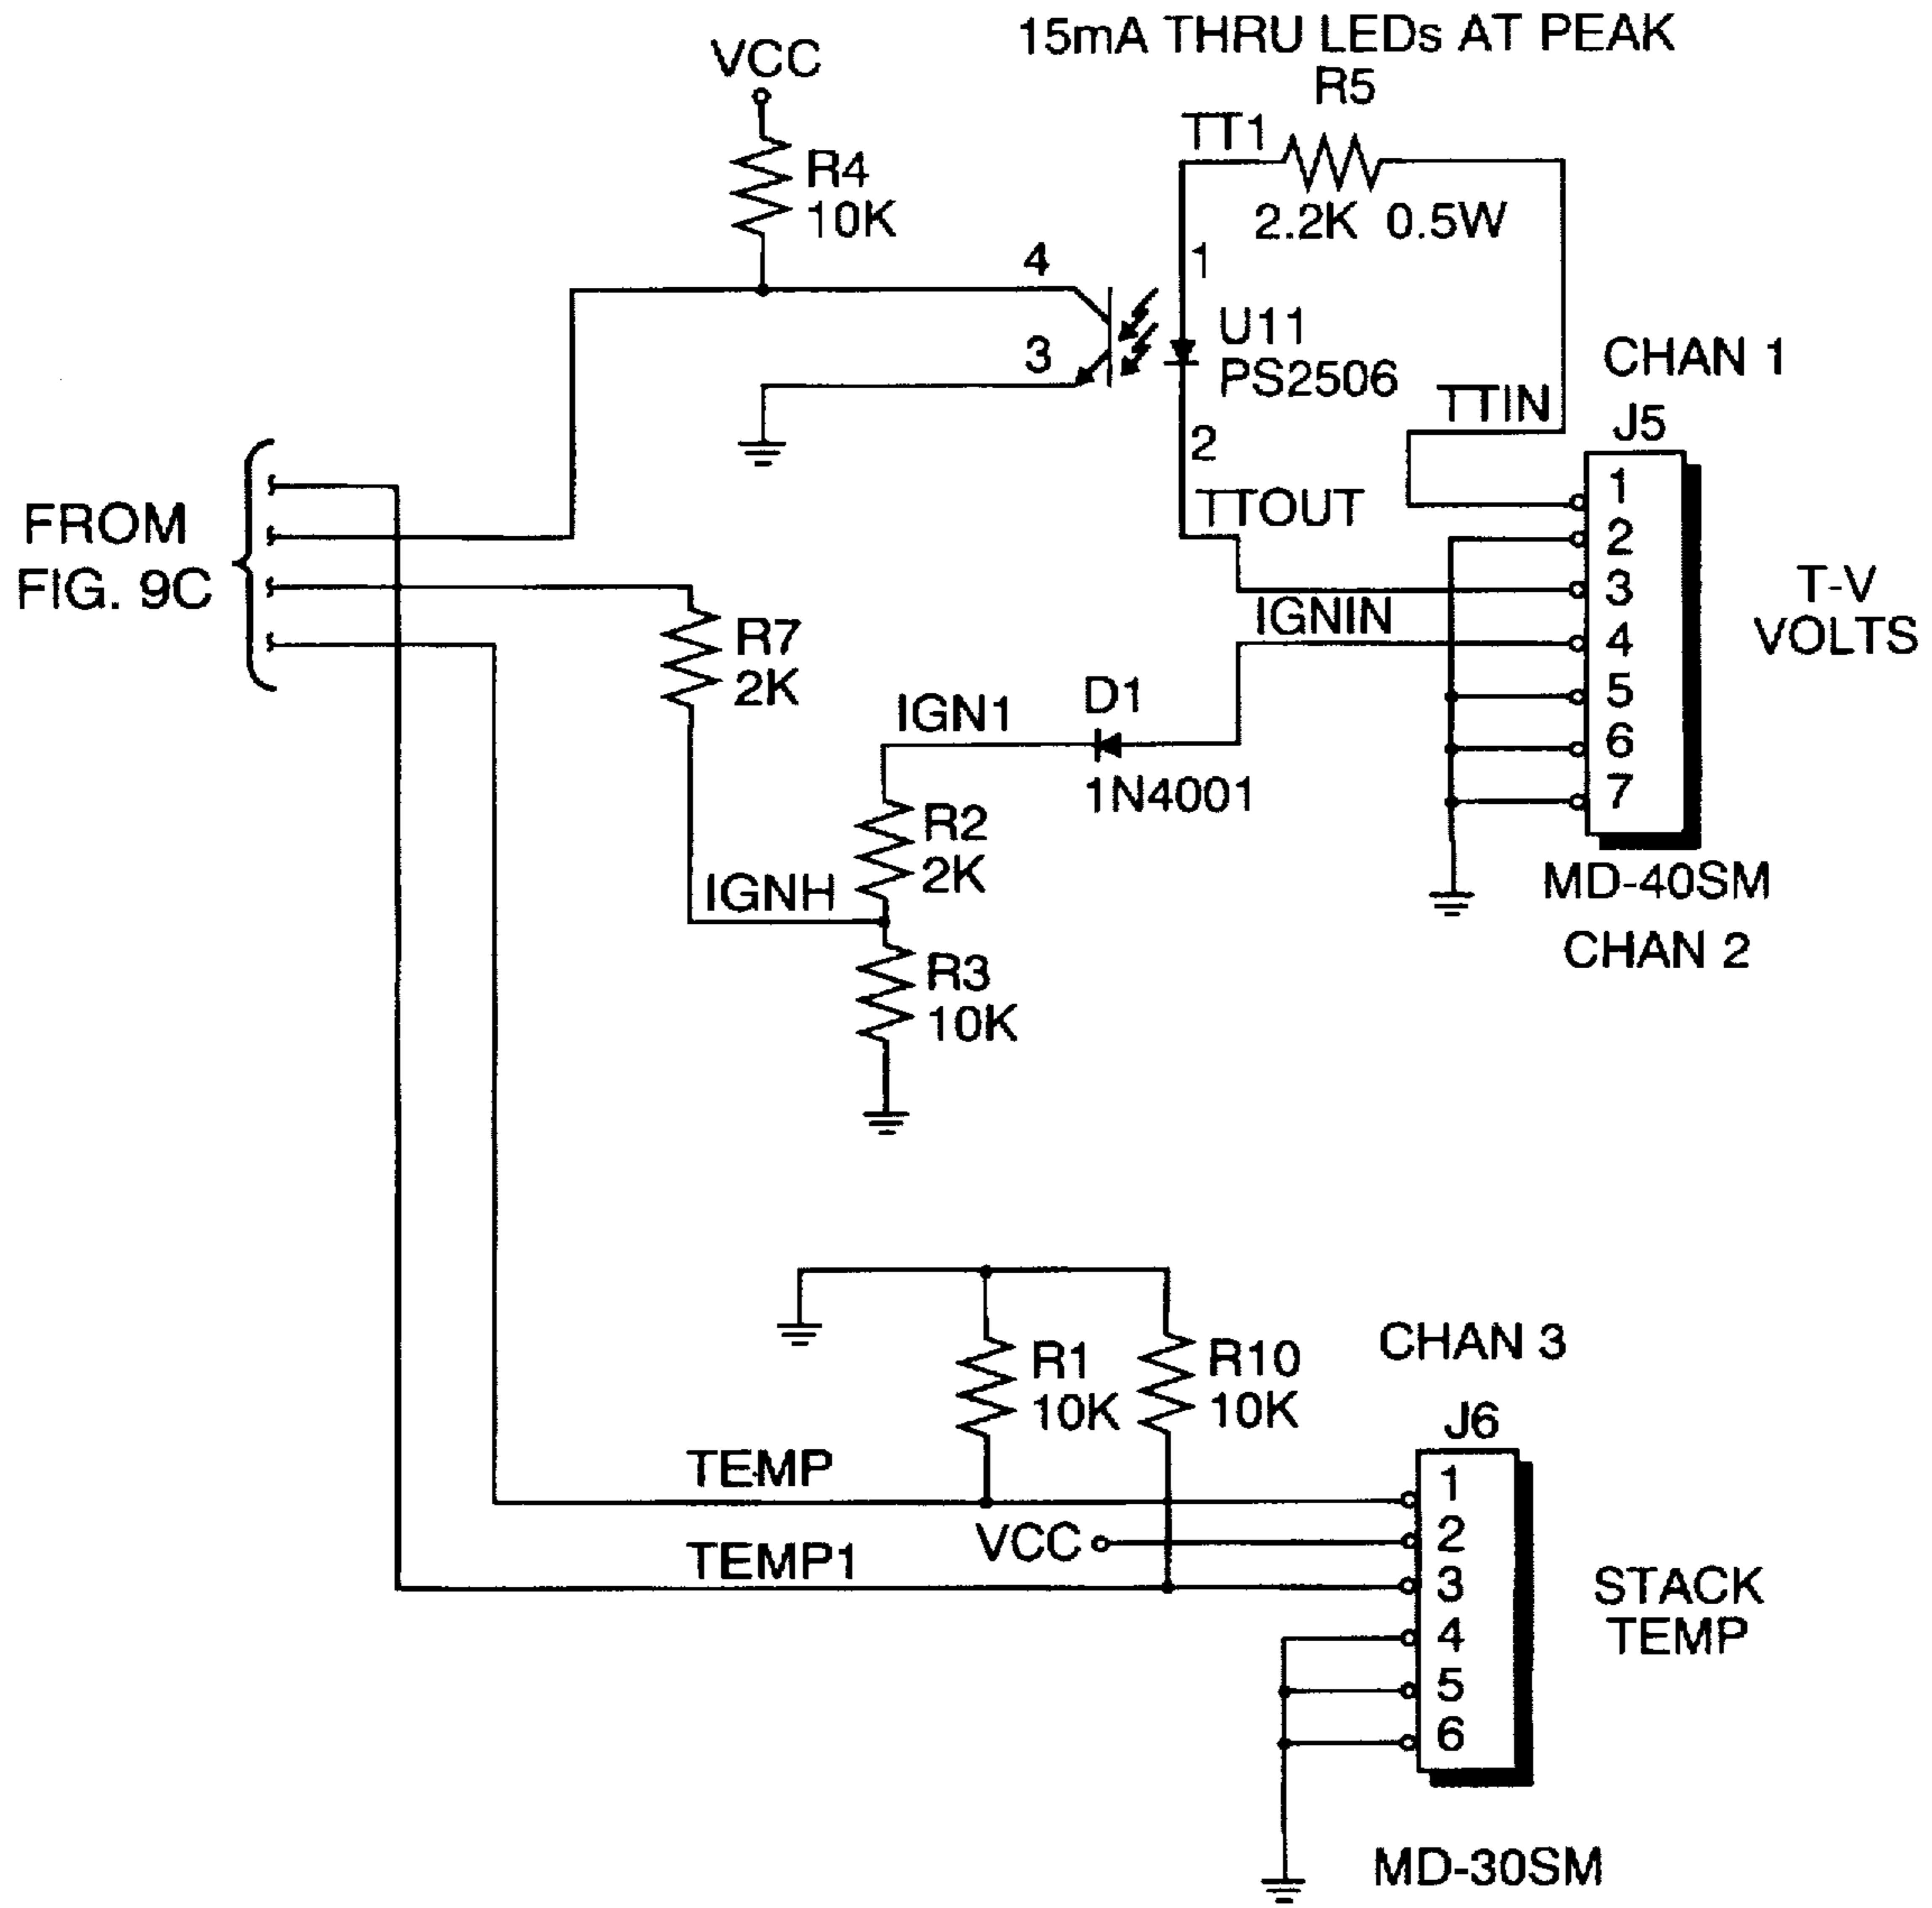 15mA THRU LEDs AT PEAK
VCC
R5
TT1
R4
10K
2.2K 0.5W
4
1
3
U11
PS2506
CHAN 1
TTIN
J5
2
TTOUT
FROM
FIG. 9C
1
2
3
4
5
6
7
T-V
VOLTS
IGNIN
R7
2K
IGN1
D1
1N4001
R2
2K
IGNH
MD-40SM
CHAN 2
R3
10K
CHAN 3
R1
10K
R10
10K
J6
TEMP
VCC
TEMP1
1
2
3
4
5
6
STACK
TEMP
MD-30SM